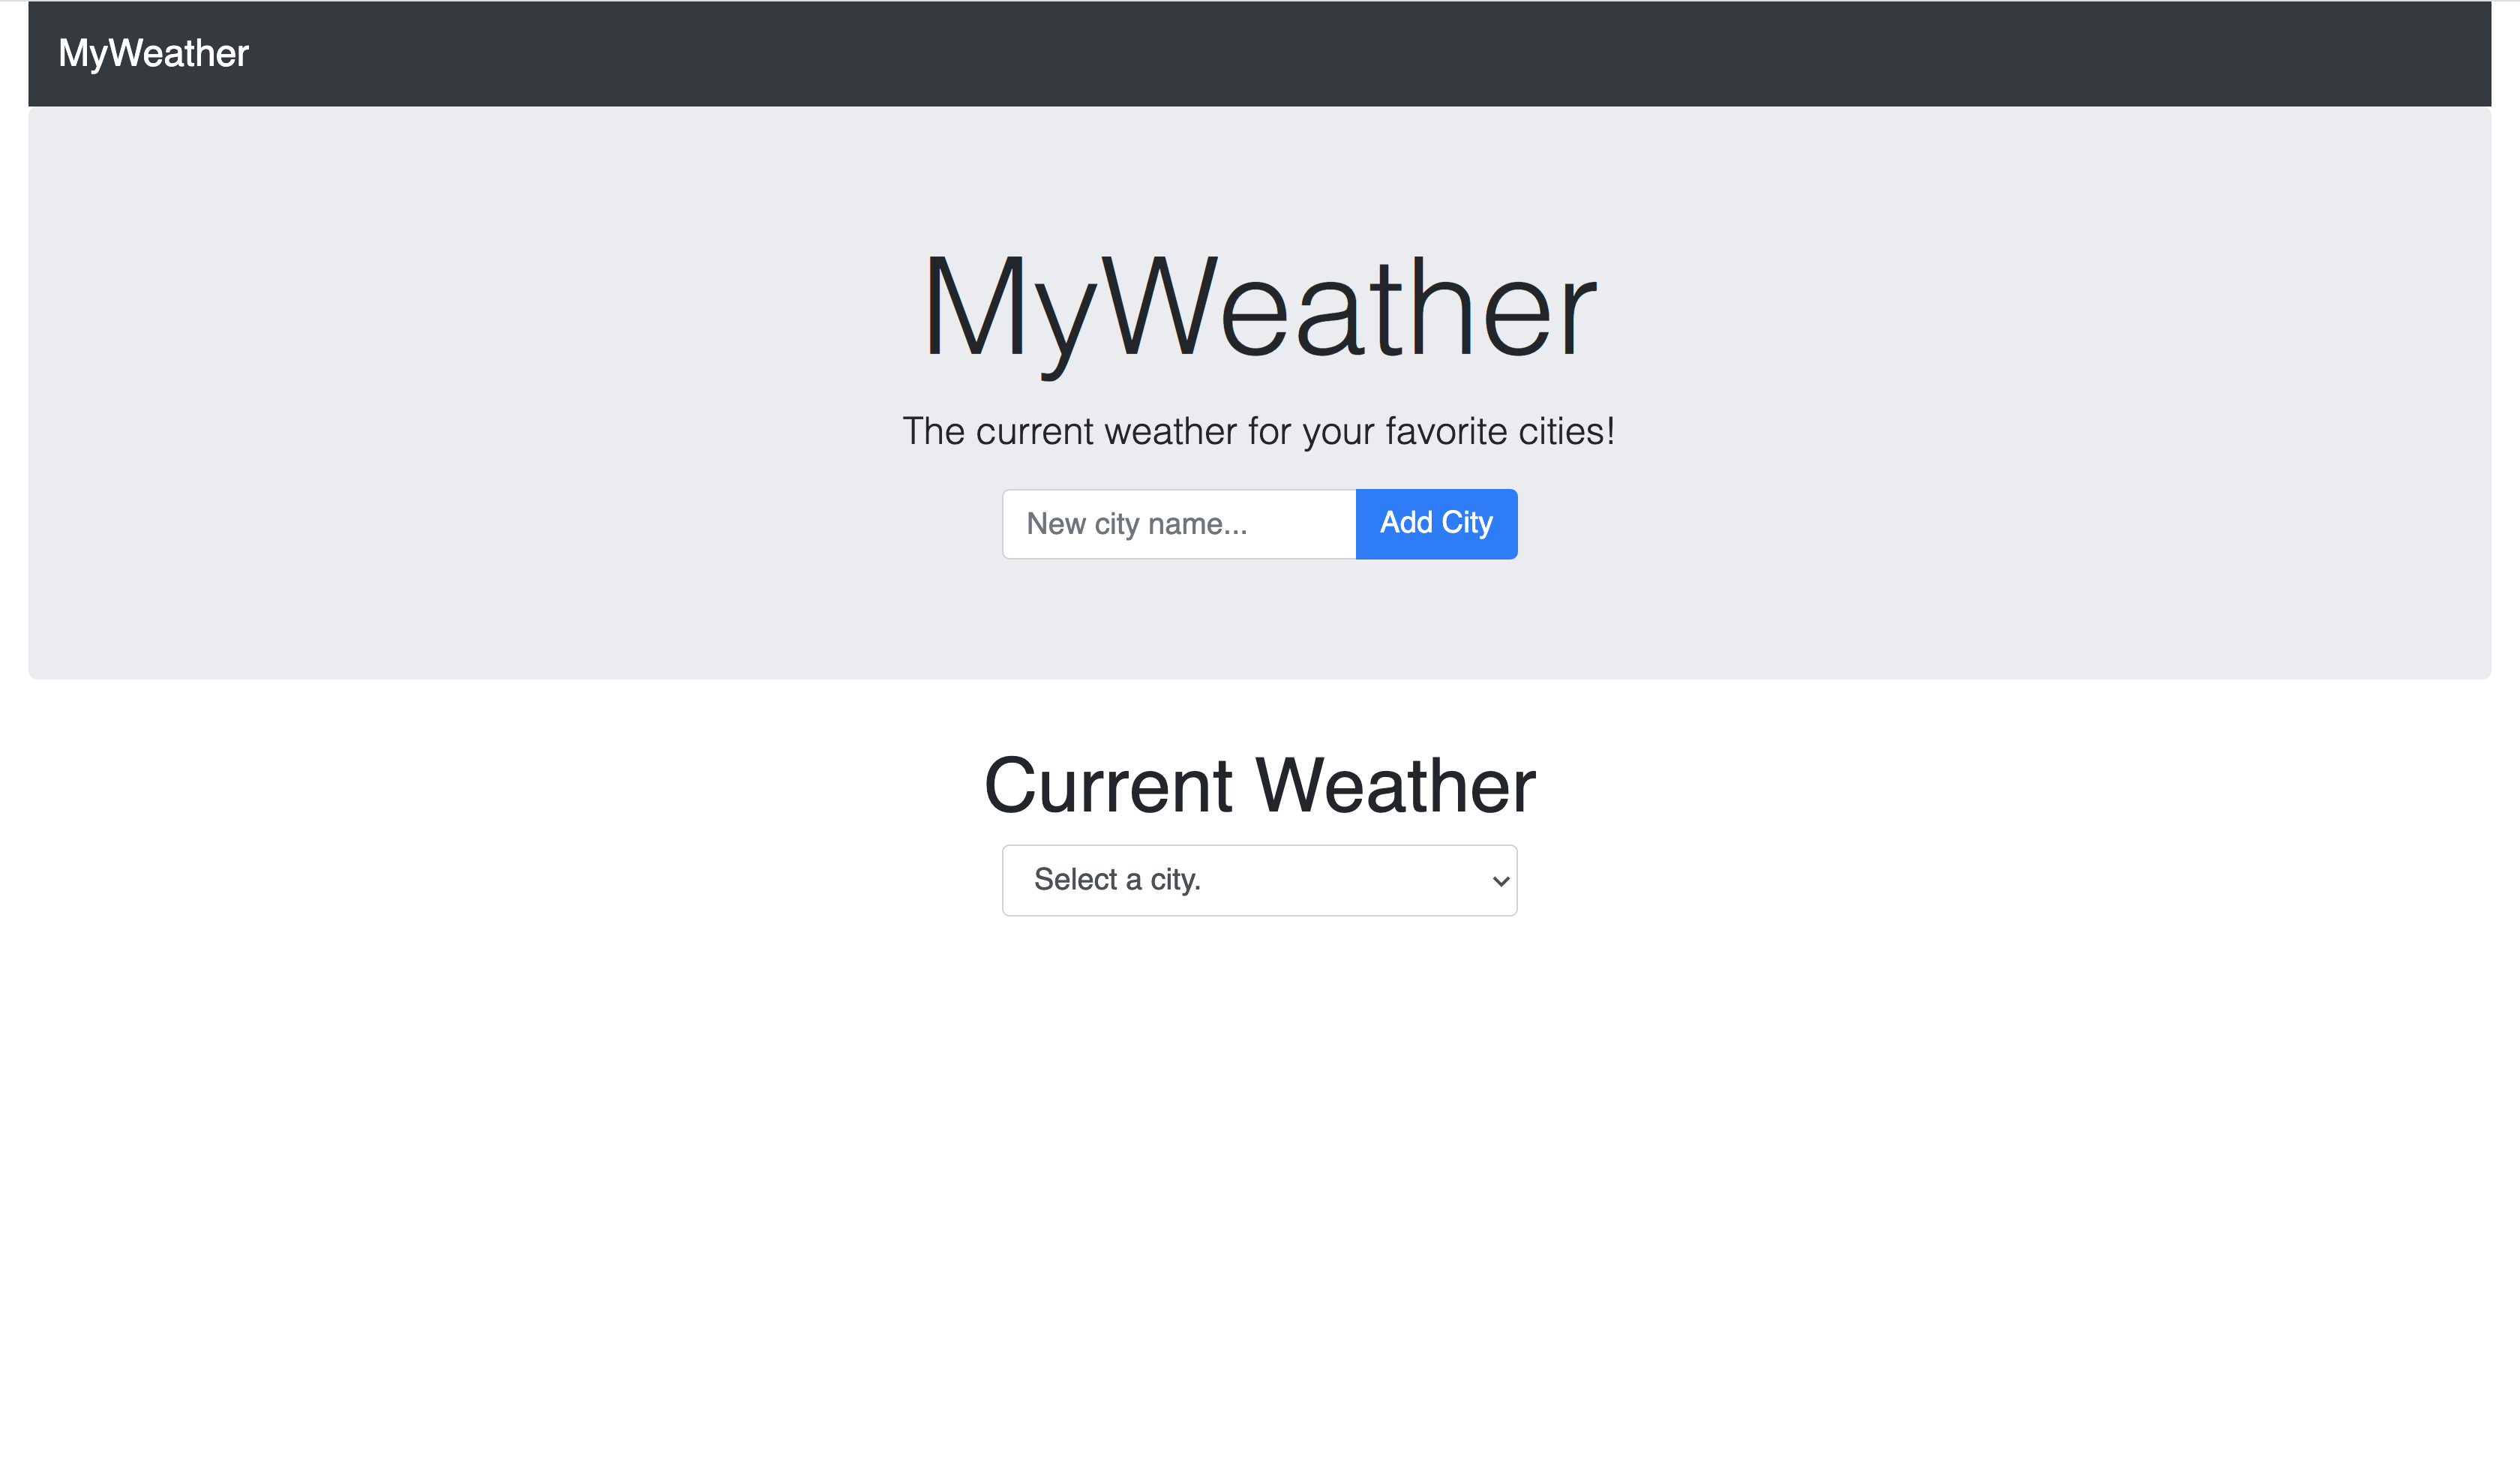 MyWeather
MyWeather
The current weather for your favorite cities!
New city name...
Add City
Current Weather
Select a city.